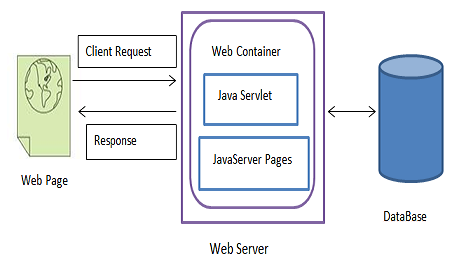 Client Request
Web Container
Java Servlet
Response
JavaServer Pages
Web Page
DataBase
Web Server